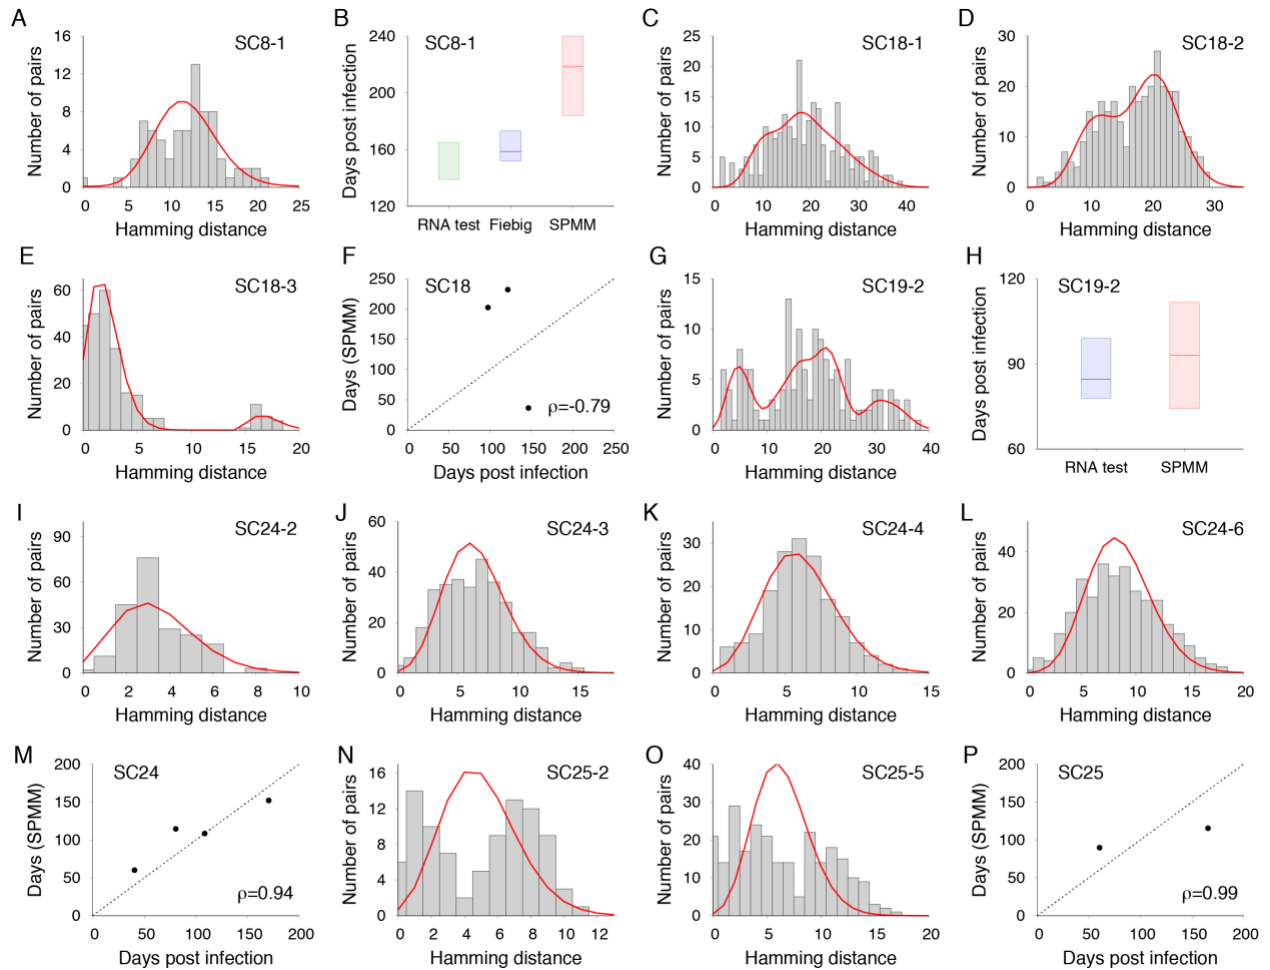 A
SC8-1
Number of pairs
16
12
8
4
0
0 5 10 15 20 25
Hamming distance
B
SC8-1
Days post infection
240
200
160
120
RNA test Fiebig SPMM
C
SC18-1
Number of pairs
25
20
15
10
5
0
0 10 20 30 40
Hamming distance
D
SC18-2
Number of pairs
30
20
10
0
0 10 20 30
Hamming distance
E
SC18-3
Number of pairs
60
40
20
0
0 5 10 15 20
Hamming distance
F
SC18
Days (SPMM)
250
200
150
100
50
0
ρ=-0.79
0 50 100 150 200 250
Days post infection
G
SC19-2
Number of pairs
15
10
5
0
0 10 20 30 40
Hamming distance
H
SC19-2
Days post infection
120
90
60
RNA test SPMM
I
SC24-2
Number of pairs
90
60
30
0
0 2 4 6 8 10
Hamming distance
J
SC24-3
Number of pairs
60
40
20
0
0 5 10 15
Hamming distance
K
SC24-4
Number of pairs
30
20
10
0
0 5 10 15
Hamming distance
L
SC24-6
Number of pairs
40
20
0
0 5 10 15 20
Hamming distance
M
SC24
Days (SPMM)
200
150
100
50
0
ρ=0.94
0 50 100 150 200
Days post infection
N
SC25-2
Number of pairs
16
12
8
4
0
0 2 4 6 8 10 12
Hamming distance
O
SC25-5
Number of pairs
40
30
20
10
0
0 5 10 15 20
Hamming distance
P
SC25
Days (SPMM)
200
150
100
50
0
ρ=0.99
0 50 100 150 200
Days post infection